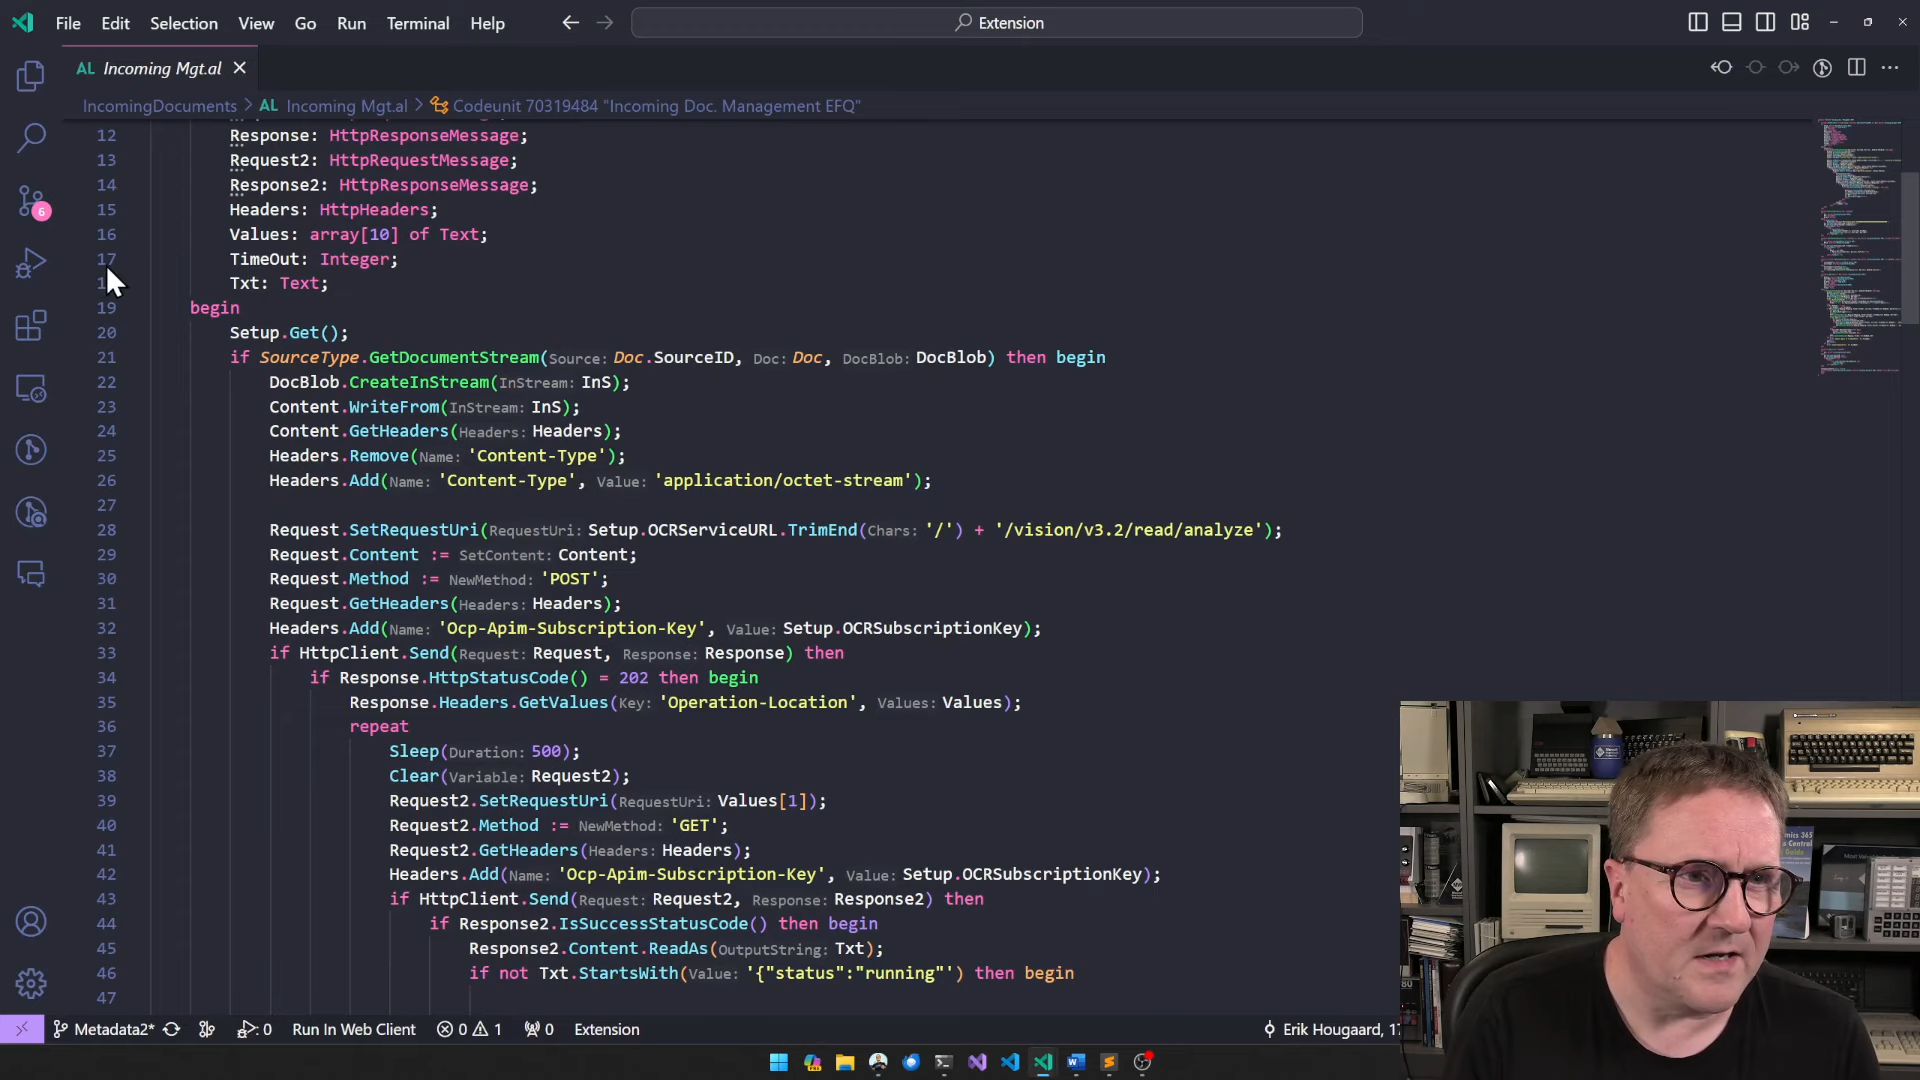 File Edit Selection View Go Run Terminal Help
Extension
AL Incoming Mgt.al
IncomingDocuments > AL Incoming Mgt.al > Codeunit 70319484 "Incoming Doc. Management EFQ"
12 Response: HttpResponseMessage;
13 Request2: HttpRequestMessage;
14 Response2: HttpResponseMessage;
15 Headers: HttpHeaders;
16 Values: array[10] of Text;
17 TimeOut: Integer;
Txt: Text;
19 begin
20 Setup.Get();
21 if SourceType.GetDocumentStream(Source: Doc.SourceID, Doc: Doc, DocBlob: DocBlob) then begin
22 DocBlob.CreateInStream(InStream: InS);
23 Content.WriteFrom(InStream: InS);
24 Content.GetHeaders(Headers: Headers);
25 Headers.Remove(Name: 'Content-Type');
26 Headers.Add(Name: 'Content-Type', Value: 'application/octet-stream');
27
28 Request.SetRequestUri(RequestUri: Setup.OCRServiceURL.TrimEnd(Chars: '/') + '/vision/v3.2/read/analyze');
29 Request.Content := SetContent: Content;
30 Request.Method := NewMethod: 'POST';
31 Request.GetHeaders(Headers: Headers);
32 Headers.Add(Name: 'Ocp-Apim-Subscription-Key', Value: Setup.OCRSubscriptionKey);
33 if HttpClient.Send(Request: Request, Response: Response) then
34 if Response.HttpStatusCode() = 202 then begin
35 Response.Headers.GetValues(Key: 'Operation-Location', Values: Values);
36 repeat
37 Sleep(Duration: 500);
38 Clear(Variable: Request2);
39 Request2.SetRequestUri(RequestUri: Values[1]);
40 Request2.Method := NewMethod: 'GET';
41 Request2.GetHeaders(Headers: Headers);
42 Headers.Add(Name: 'Ocp-Apim-Subscription-Key', Value: Setup.OCRSubscriptionKey);
43 if HttpClient.Send(Request: Request2, Response: Response2) then
44 if Response2.IsSuccessStatusCode() then begin
45 Response2.Content.ReadAs(OutputString: Txt);
46 if not Txt.StartsWith(Value: '{"status":"running"') then begin
47
6
Metadata2* : 0 Run In Web Client 0 1 0 Extension Erik Hougaard, 17